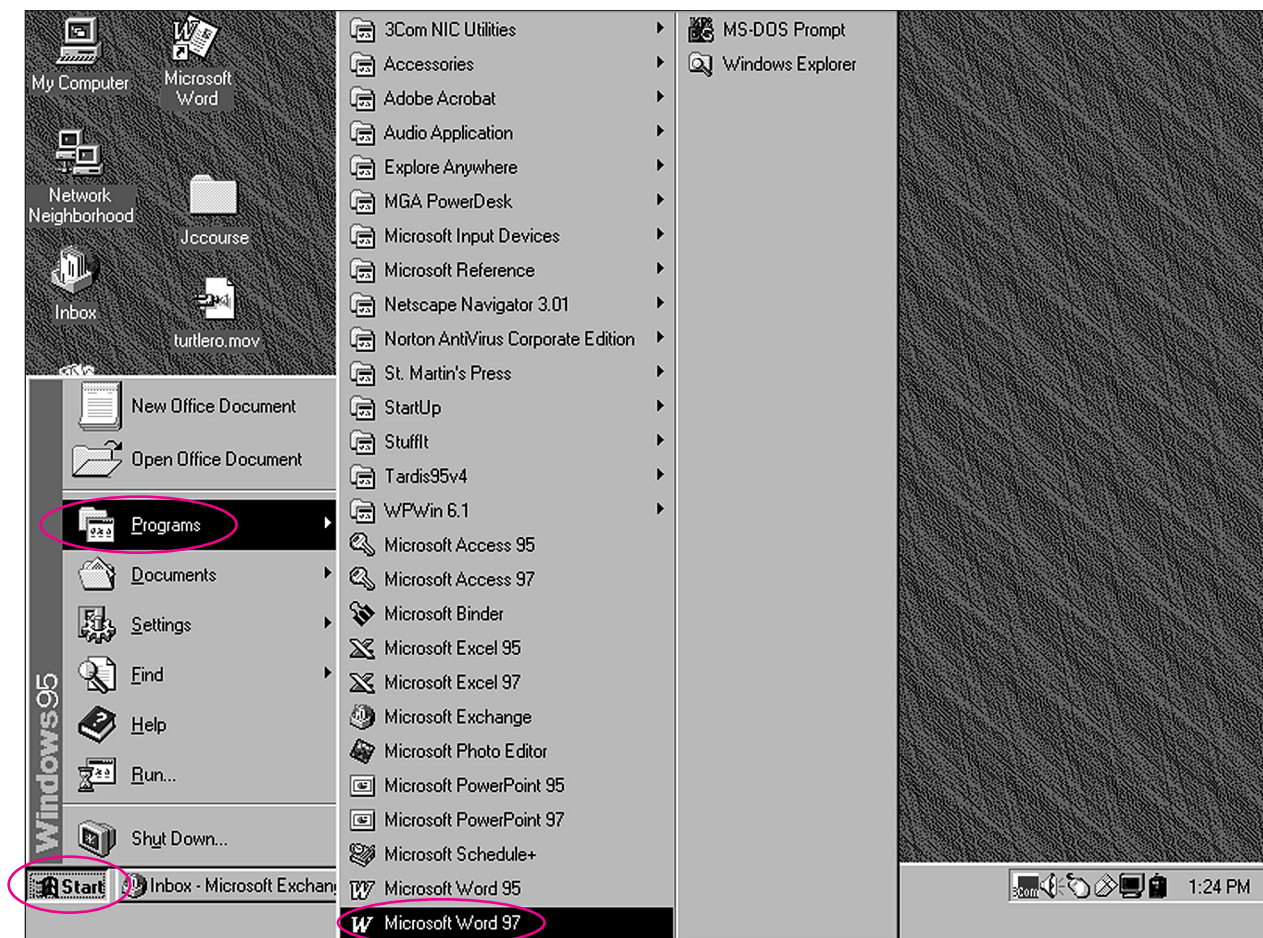 My Computer
Microsoft
Word
Network
Neighborhood
Jccourse
Inbox
turtlero.mov
New Office Document
Open Office Document
Programs
Documents
Settings
Find
Help
Run...
Shut Down...
Windows95
Start
Inbox - Microsoft Exchan
3Com NIC Utilities
Accessories
Adobe Acrobat
Audio Application
Explore Anywhere
MGA PowerDesk
Microsoft Input Devices
Microsoft Reference
Netscape Navigator 3.01
Norton AntiVirus Corporate Edition
St. Martin's Press
StartUp
StuffIt
Tardis95v4
WPWin 6.1
Microsoft Access 95
Microsoft Access 97
Microsoft Binder
Microsoft Excel 95
Microsoft Excel 97
Microsoft Exchange
Microsoft Photo Editor
Microsoft PowerPoint 95
Microsoft PowerPoint 97
Microsoft Schedule+
Microsoft Word 95
Microsoft Word 97
MS-DOS Prompt
Windows Explorer
3Com
1:24 PM